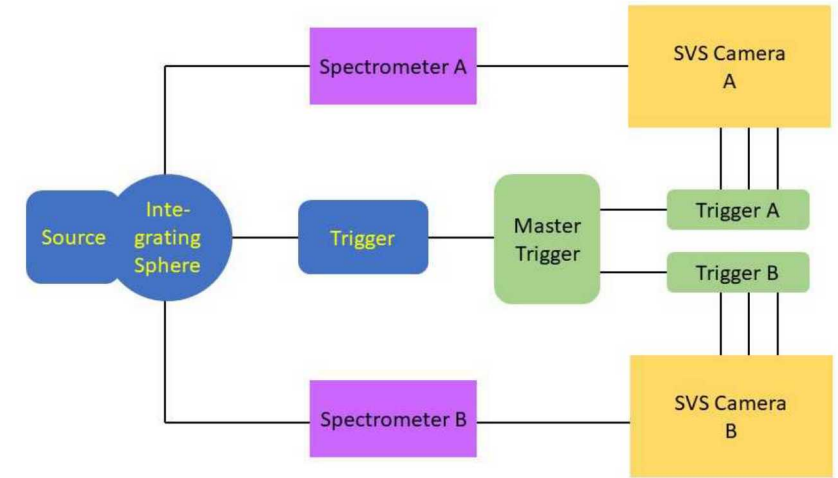 Spectrometer A
SVS Camera
A
Source
Inte-
grating
Sphere
Trigger
Master
Trigger
Trigger A
Trigger B
Spectrometer B
SVS Camera
B